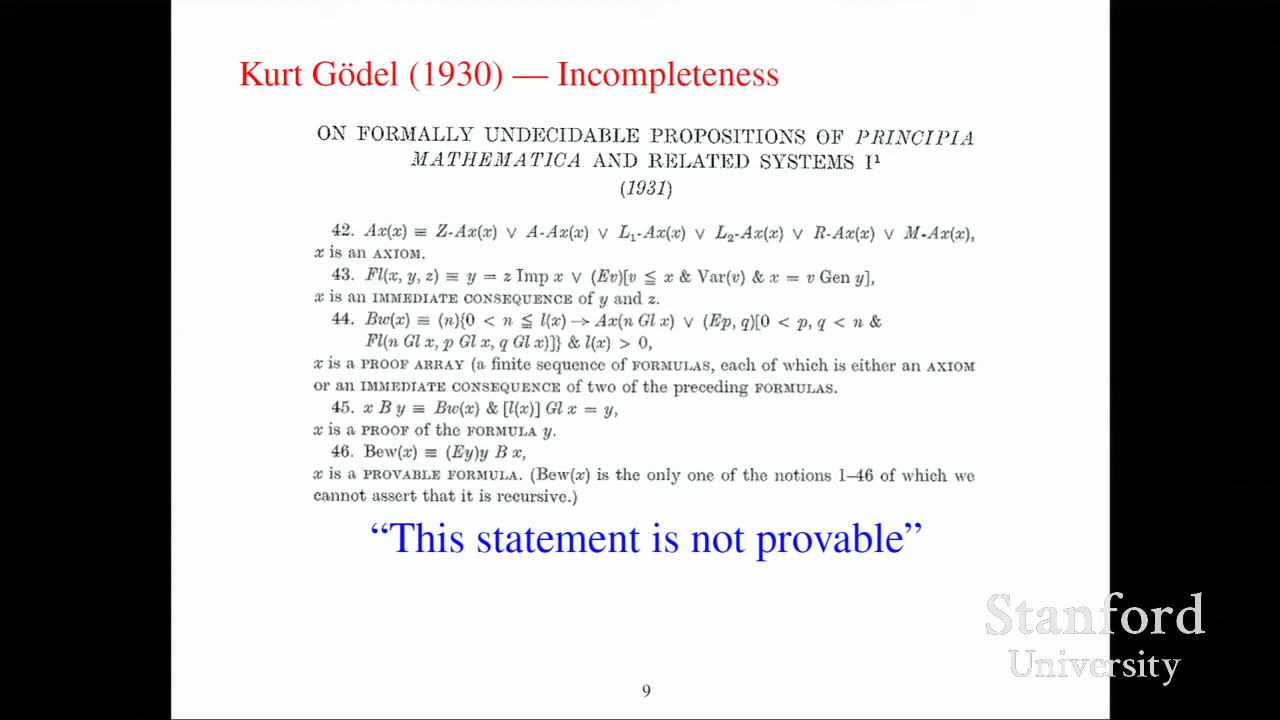 Kurt Gödel (1930) — Incompleteness
ON FORMALLY UNDECIDABLE PROPOSITIONS OF PRINCIPIA
MATHEMATICA AND RELATED SYSTEMS I¹
(1931)
42. Ax(x) ≡ Z-Ax(x) ∨ A-Ax(x) ∨ L₁-Ax(x) ∨ L₂-Ax(x) ∨ R-Ax(x) ∨ M-Ax(x),
x is an AXIOM.
43. Fl(x, y, z) ≡ y = z Imp x ∨ (Ev)[v ≦ x & Var(v) & x = v Gen y],
x is an IMMEDIATE CONSEQUENCE of y and z.
44. Bw(x) ≡ (n){0 < n ≦ l(x) → Ax(n Gl x) ∨ (Ep, q)[0 < p, q < n &
Fl(n Gl x, p Gl x, q Gl x)]} & l(x) > 0,
x is a PROOF ARRAY (a finite sequence of FORMULAS, each of which is either an AXIOM
or an IMMEDIATE CONSEQUENCE of two of the preceding FORMULAS.
45. x B y ≡ Bw(x) & [l(x)] Gl x = y,
x is a PROOF of the FORMULA y.
46. Bew(x) ≡ (Ey)y B x,
x is a PROVABLE FORMULA. (Bew(x) is the only one of the notions 1–46 of which we
cannot assert that it is recursive.)
“This statement is not provable”
Stanford
University
9